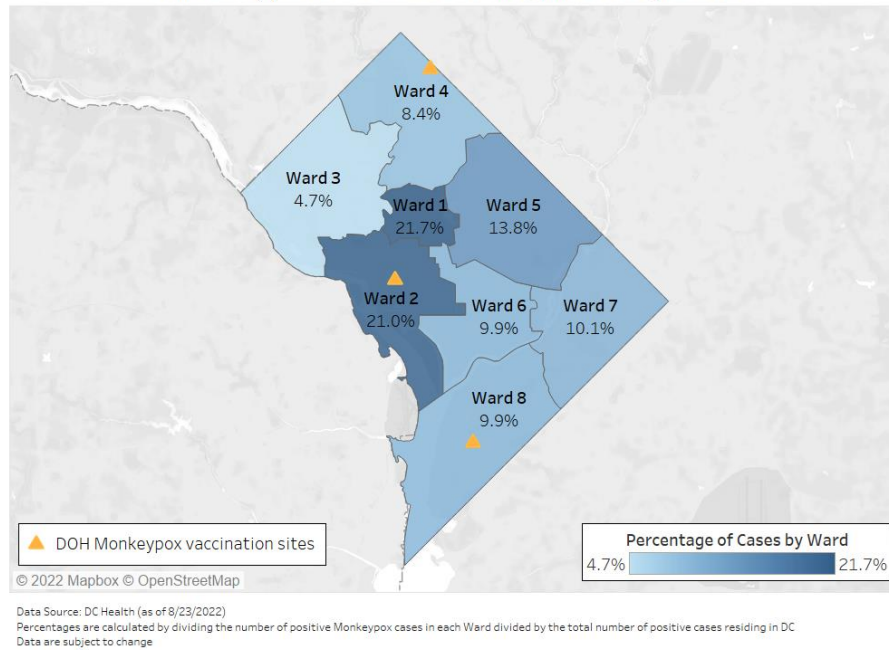 Ward 4
8.4%
Ward 3
4.7%
Ward 1
21.7%
Ward 5
13.8%
Ward 2
21.0%
Ward 6
9.9%
Ward 7
10.1%
Ward 8
9.9%
DOH Monkeypox vaccination sites
Percentage of Cases by Ward
4.7% 21.7%
© 2022 Mapbox © OpenStreetMap
Data Source: DC Health (as of 8/23/2022)
Percentages are calculated by dividing the number of positive Monkeypox cases in each Ward divided by the total number of positive cases residing in DC
Data are subject to change